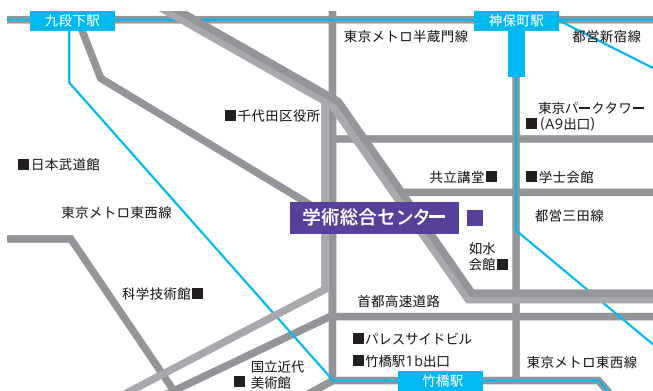 九段下駅
神保町駅
東京メトロ半蔵門線
都営新宿線
東京パークタワー
(A9出口)
千代田区役所
日本武道館
共立講堂
学士会館
東京メトロ東西線
学術総合センター
都営三田線
如水
会館
科学技術館
首都高速道路
パレスサイドビル
竹橋駅1b出口
国立近代
美術館
東京メトロ東西線
竹橋駅